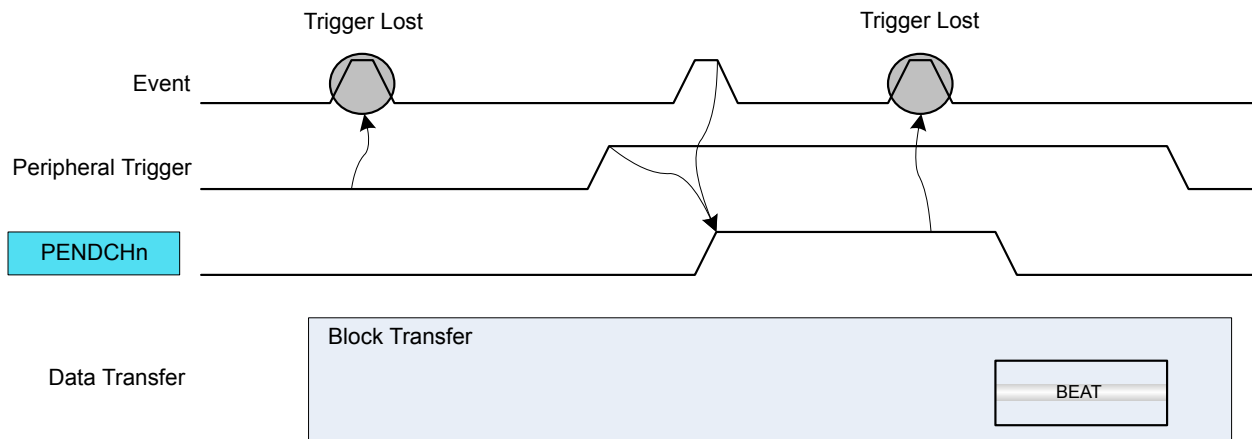 Trigger Lost
Trigger Lost
Event
Peripheral Trigger
PENDCHn
Block Transfer
Data Transfer
BEAT